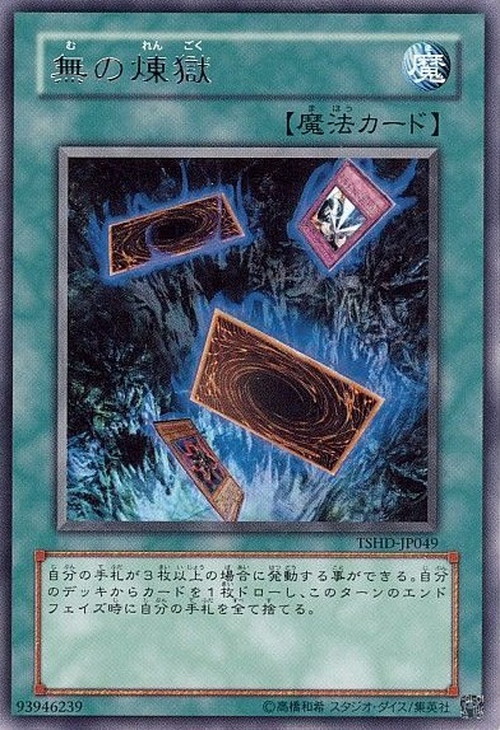 無の煉獄
【魔法カード】
TSHD-JP049
自分の手札が3枚以上の場合に発動する事ができる。自分
のデッキからカードを1枚ドローし、このターンのエンド
フェイズ時に自分の手札を全て捨てる。
93946239 ©高橋和希 スタジオ・ダイス/集英社